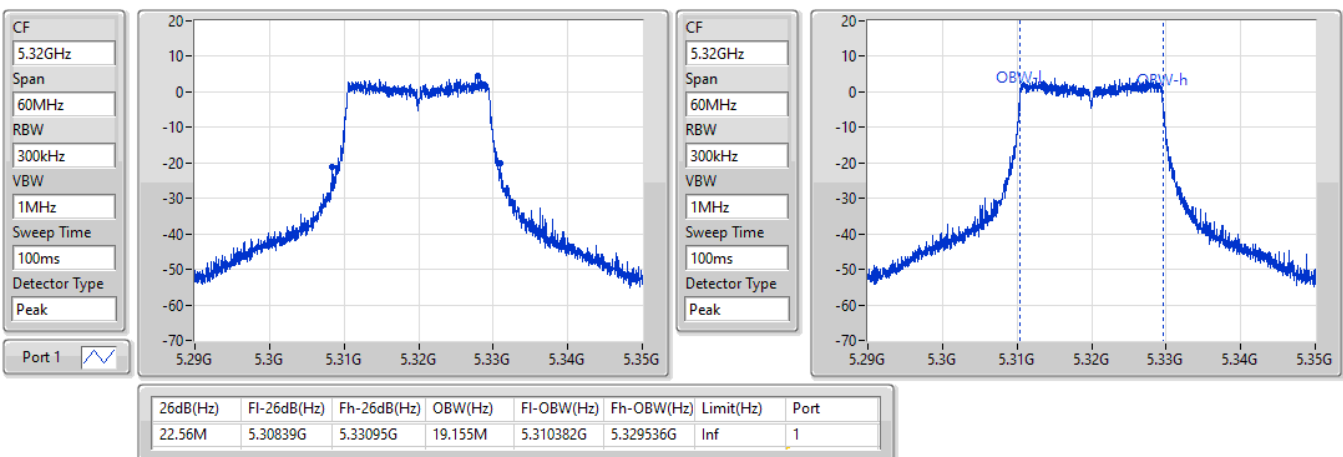 CF
5.32GHz
Span
60MHz
RBW
300kHz
VBW
1MHz
Sweep Time
100ms
Detector Type
Peak
Port 1
20
10
0
-10
-20
-30
-40
-50
-60
-70
5.29G 5.3G 5.31G 5.32G 5.33G 5.34G 5.35G
CF
5.32GHz
Span
60MHz
RBW
300kHz
VBW
1MHz
Sweep Time
100ms
Detector Type
Peak
20
10
0
-10
-20
-30
-40
-50
-60
-70
OBW-l OBW-h
5.29G 5.3G 5.31G 5.32G 5.33G 5.34G 5.35G
26dB(Hz) Fl-26dB(Hz) Fh-26dB(Hz) OBW(Hz) Fl-OBW(Hz) Fh-OBW(Hz) Limit(Hz) Port
22.56M 5.30839G 5.33095G 19.155M 5.310382G 5.329536G Inf 1